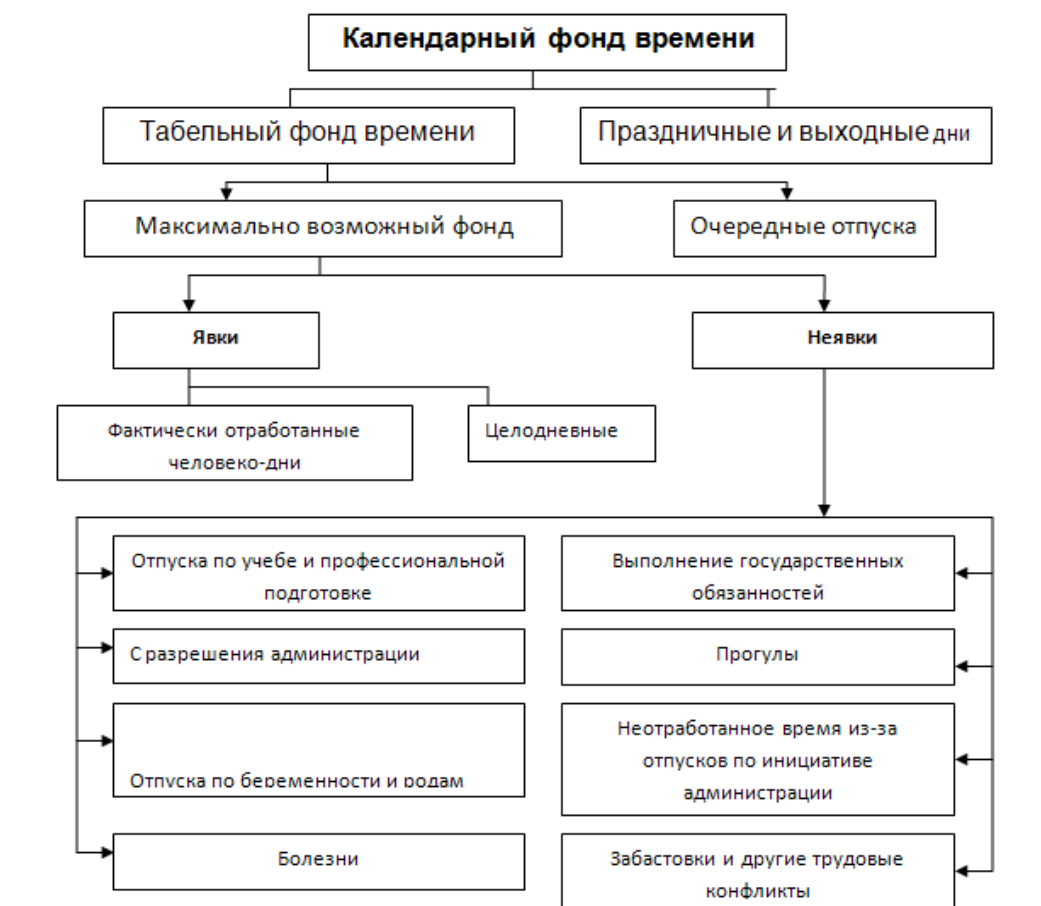 Календарный фонд времени
Табельный фонд времени
Праздничные и выходные дни
Максимально возможный фонд
Очередные отпуска
Явки
Неявки
Фактически отработанные
человеко-дни
Целодневные
Отпуска по учебе и профессиональной
подготовке
Выполнение государственных
обязанностей
С разрешения администрации
Прогулы
Отпуска по беременности и родам
Неотработанное время из-за
отпусков по инициативе
администрации
Болезни
Забастовки и другие трудовые
конфликты